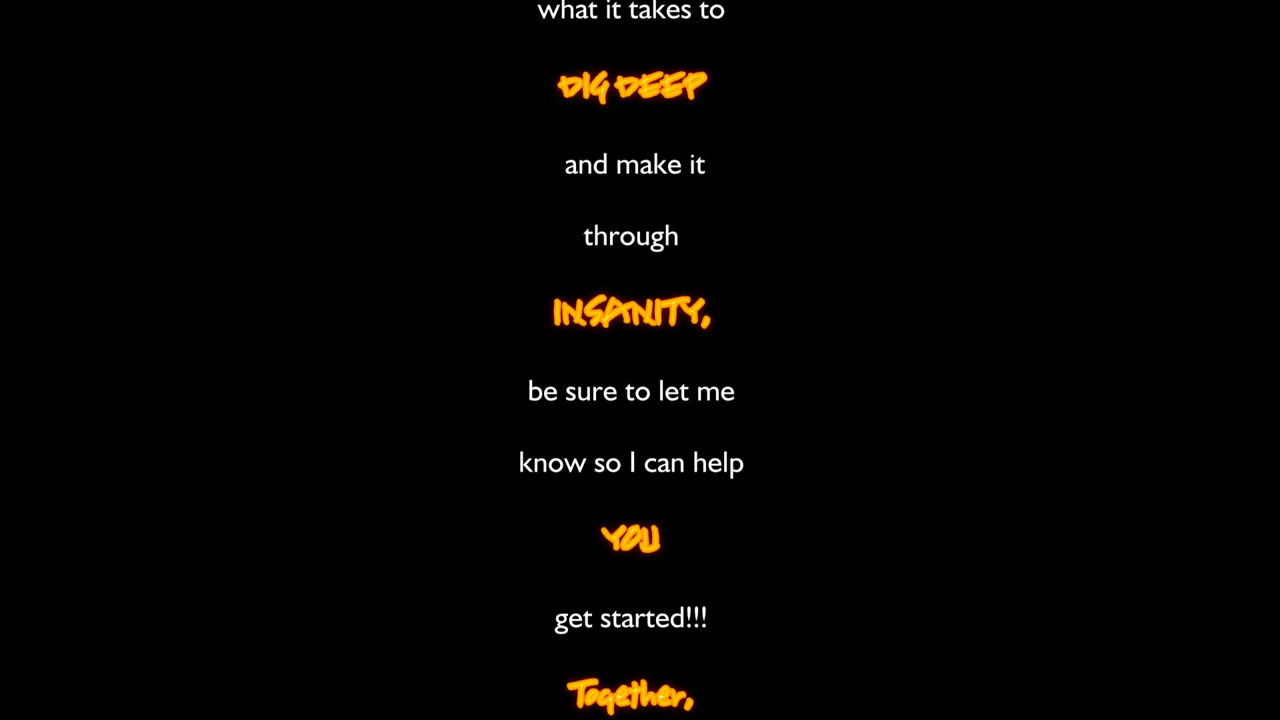 what it takes to
DIG DEEP
and make it
through
INSANITY,
be sure to let me
know so I can help
YOU
get started!!!
Together,